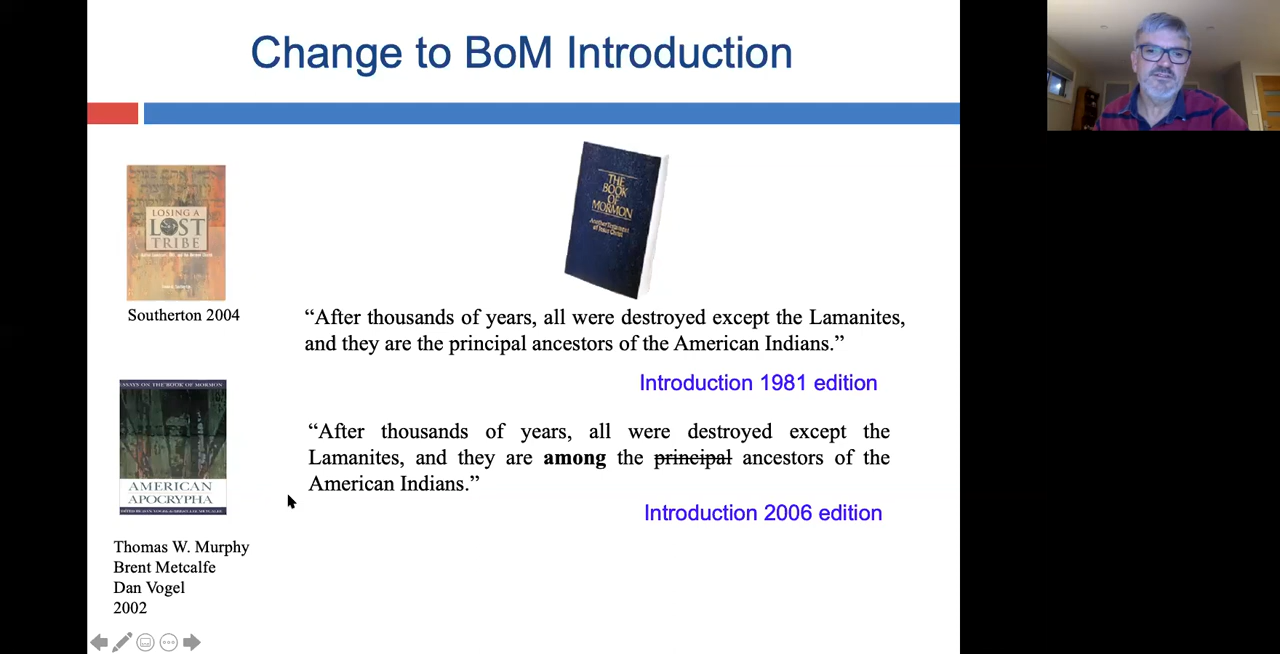 Change to BoM Introduction
LOSING A
LOST
TRIBE
Southerton 2004
THE
BOOK
OF
MORMON
Another Testament
of Jesus Christ
“After thousands of years, all were destroyed except the Lamanites,
and they are the principal ancestors of the American Indians.”
Introduction 1981 edition
ESSAYS ON THE BOOK OF MORMON
AMERICAN
APOCRYPHA
“After thousands of years, all were destroyed except the
Lamanites, and they are among the principal ancestors of the
American Indians.”
Introduction 2006 edition
Thomas W. Murphy
Brent Metcalfe
Dan Vogel
2002